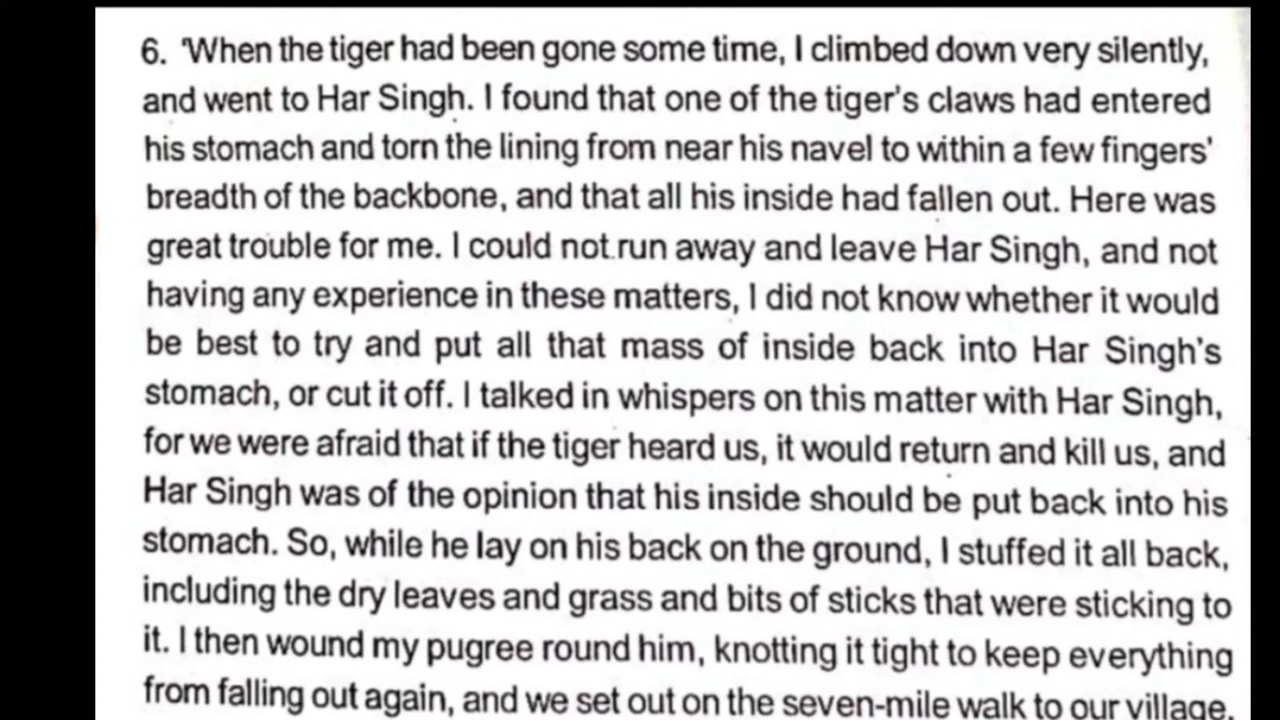 6. 'When the tiger had been gone some time, I climbed down very silently,
and went to Har Singh. I found that one of the tiger's claws had entered
his stomach and torn the lining from near his navel to within a few fingers'
breadth of the backbone, and that all his inside had fallen out. Here was
great trouble for me. I could not run away and leave Har Singh, and not
having any experience in these matters, I did not know whether it would
be best to try and put all that mass of inside back into Har Singh's
stomach, or cut it off. I talked in whispers on this matter with Har Singh,
for we were afraid that if the tiger heard us, it would return and kill us, and
Har Singh was of the opinion that his inside should be put back into his
stomach. So, while he lay on his back on the ground, I stuffed it all back,
including the dry leaves and grass and bits of sticks that were sticking to
it. I then wound my pugree round him, knotting it tight to keep everything
from falling out again, and we set out on the seven-mile walk to our village.